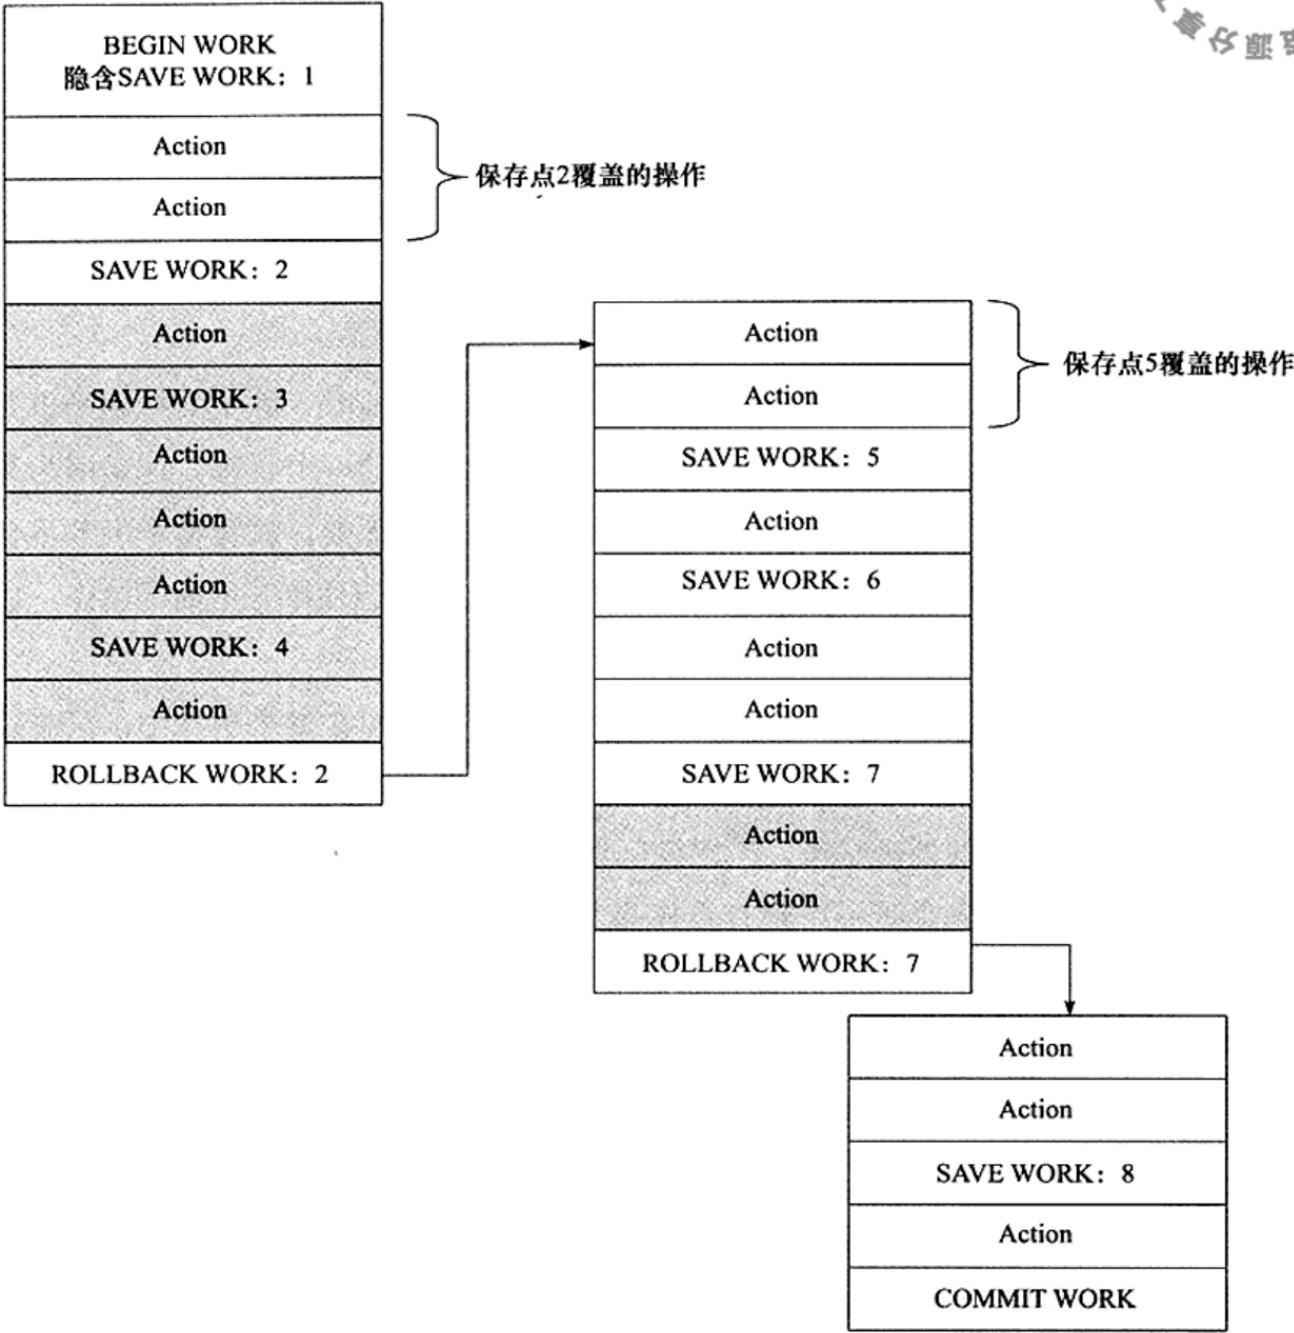 BEGIN WORK
隐含SAVE WORK：1
Action
Action
保存点2覆盖的操作
SAVE WORK：2
Action
SAVE WORK：3
Action
Action
Action
SAVE WORK：4
Action
ROLLBACK WORK：2
Action
Action
保存点5覆盖的操作
SAVE WORK：5
Action
SAVE WORK：6
Action
Action
SAVE WORK：7
Action
Action
ROLLBACK WORK：7
Action
Action
SAVE WORK：8
Action
COMMIT WORK
源分享